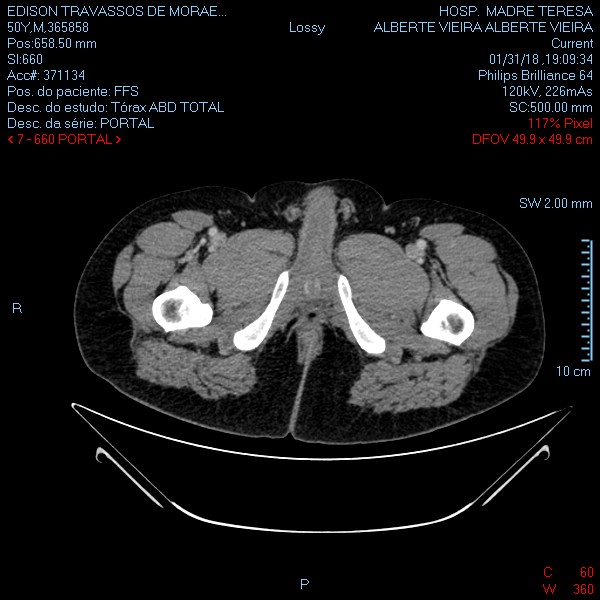 EDISON TRAVASSOS DE MORAE...
50Y,M,365858
Pos:658.50 mm
SI:660
Acc#: 371134
Pos. do paciente: FFS
Desc. do estudo: Tórax ABD TOTAL
Desc. da série: PORTAL
< 7 - 660 PORTAL >
Lossy
HOSP. MADRE TERESA
ALBERTE VIEIRA ALBERTE VIEIRA
Current
01/31/18 ,19:09:34
Philips Brilliance 64
120kV, 226mAs
SC:500.00 mm
117% Pixel
DFOV 49.9 x 49.9 cm
SW 2.00 mm
R
10 cm
P
C 60
W 360